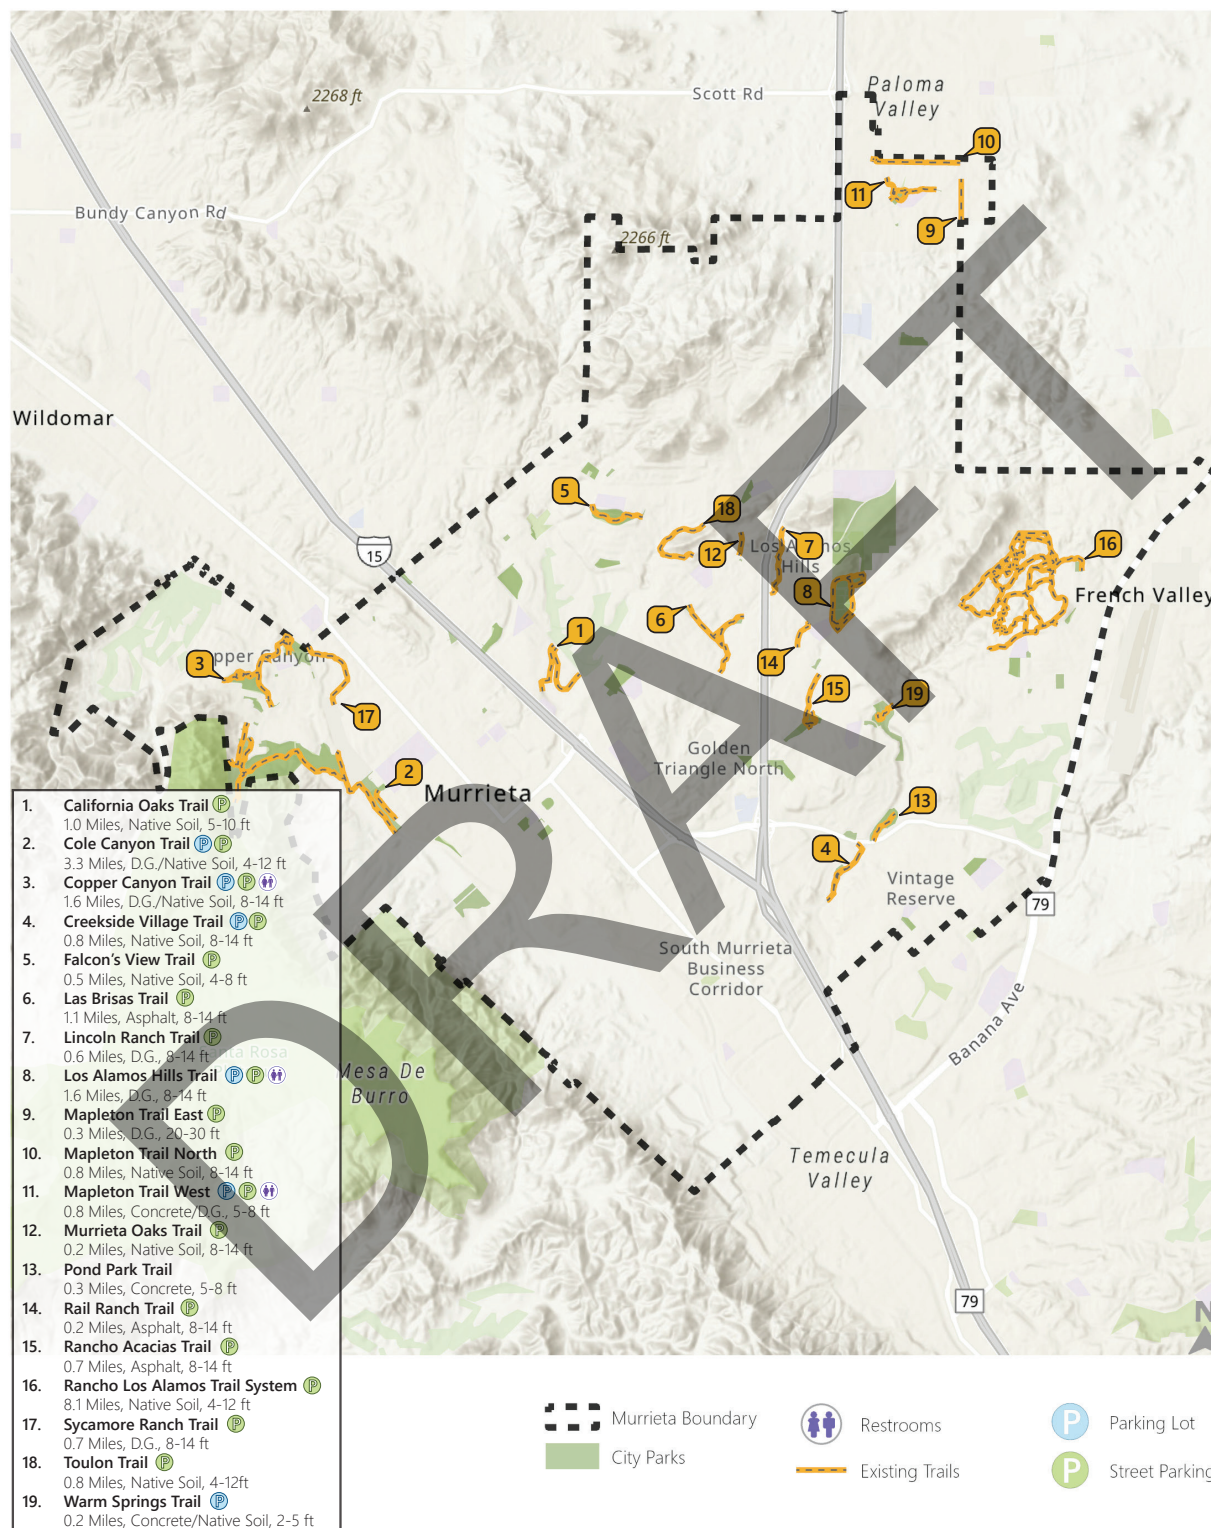 2268 ft
Scott Rd
Paloma
Valley
10
11
Bundy Canyon Rd
2266 ft
9
Wildomar
5
18
12
Los Alamos
Hills
7
15
16
8
French Valley
6
1
14
3
pper Canyon
17
15
19
Golden
Triangle North
2
Murrieta
13
4
Vintage
Reserve
79
South Murrieta
Business
Corridor
Banana Ave
Mesa De
Burro
Temecula
Valley
79
N
DRAFT
1. California Oaks Trail P
1.0 Miles, Native Soil, 5-10 ft
2. Cole Canyon Trail P P
3.3 Miles, D.G./Native Soil, 4-12 ft
3. Copper Canyon Trail P P
1.6 Miles, D.G./Native Soil, 8-14 ft
4. Creekside Village Trail P P
0.8 Miles, Native Soil, 8-14 ft
5. Falcon's View Trail P
0.5 Miles, Native Soil, 4-8 ft
6. Las Brisas Trail P
1.1 Miles, Asphalt, 8-14 ft
7. Lincoln Ranch Trail P
0.6 Miles, D.G., 8-14 ft
8. Los Alamos Hills Trail P P
1.6 Miles, D.G., 8-14 ft
9. Mapleton Trail East P
0.3 Miles, D.G., 20-30 ft
10. Mapleton Trail North P
0.8 Miles, Native Soil, 8-14 ft
11. Mapleton Trail West P P
0.8 Miles, Concrete/D.G., 5-8 ft
12. Murrieta Oaks Trail P
0.2 Miles, Native Soil, 8-14 ft
13. Pond Park Trail
0.3 Miles, Concrete, 5-8 ft
14. Rail Ranch Trail P
0.2 Miles, Asphalt, 8-14 ft
15. Rancho Acacias Trail P
0.7 Miles, Asphalt, 8-14 ft
16. Rancho Los Alamos Trail System P
8.1 Miles, Native Soil, 4-12 ft
17. Sycamore Ranch Trail P
0.7 Miles, D.G., 8-14 ft
18. Toulon Trail P
0.8 Miles, Native Soil, 4-12ft
19. Warm Springs Trail P
0.2 Miles, Concrete/Native Soil, 2-5 ft
Murrieta Boundary
City Parks
Restrooms
Existing Trails
P Parking Lot
P Street Parking